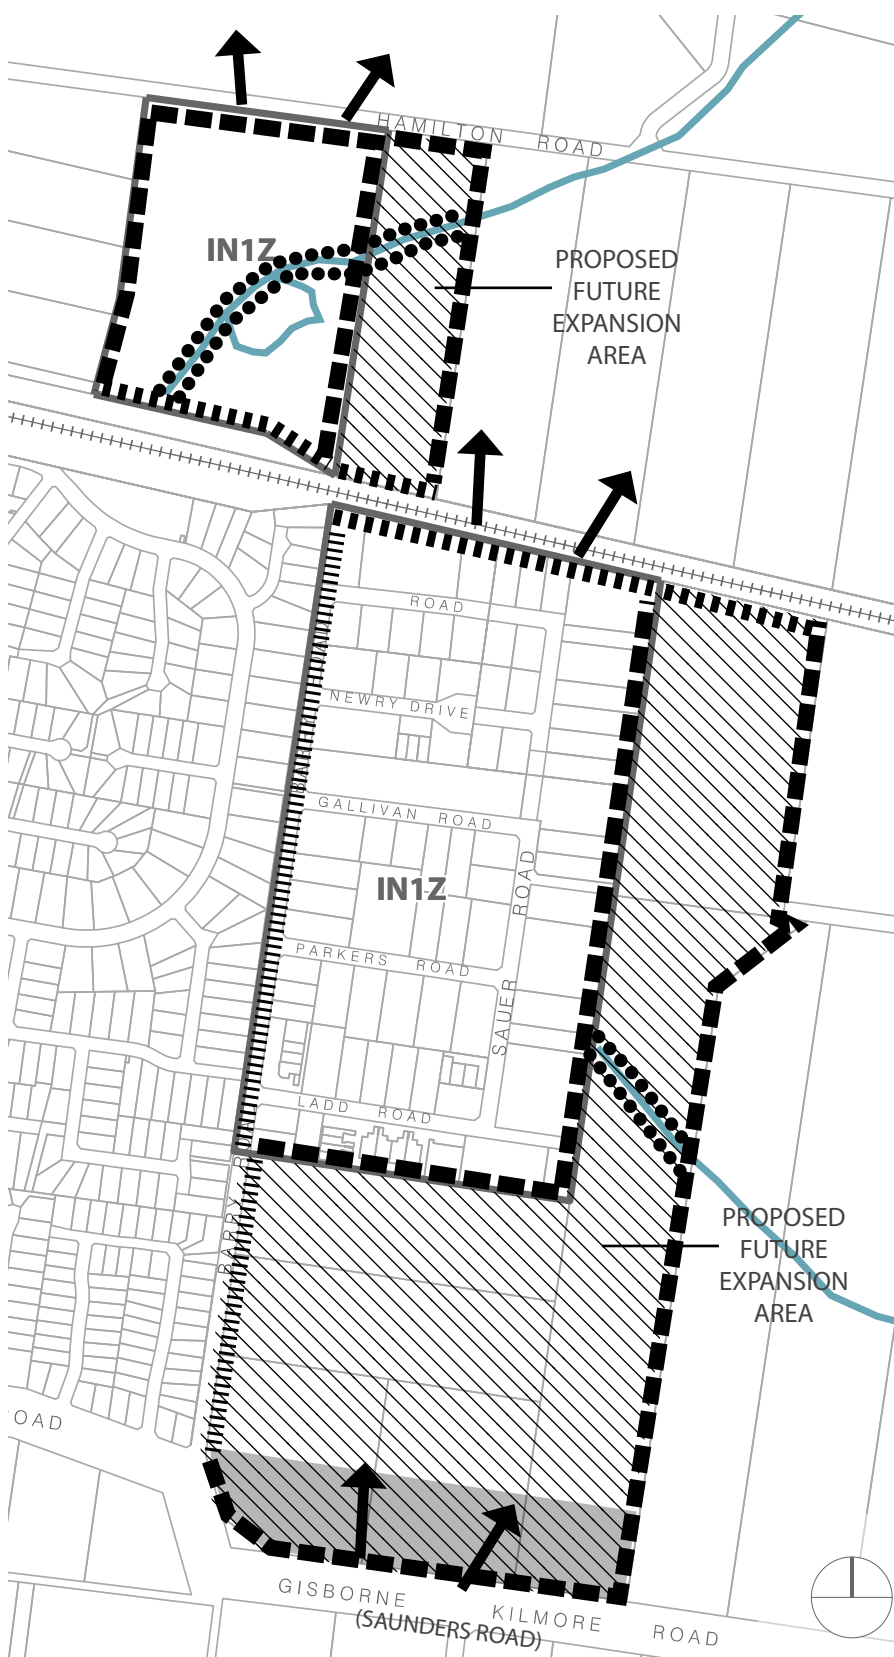 HAMILTON ROAD
IN1Z
PROPOSED
FUTURE
EXPANSION
AREA
ROAD
NEWRY DRIVE
GALLIVAN ROAD
IN1Z
SAUER ROAD
PARKERS ROAD
LADD ROAD
BARRY ROAD
PROPOSED
FUTURE
EXPANSION
AREA
OAD
GISBORNE KILMORE ROAD
(SAUNDERS ROAD)